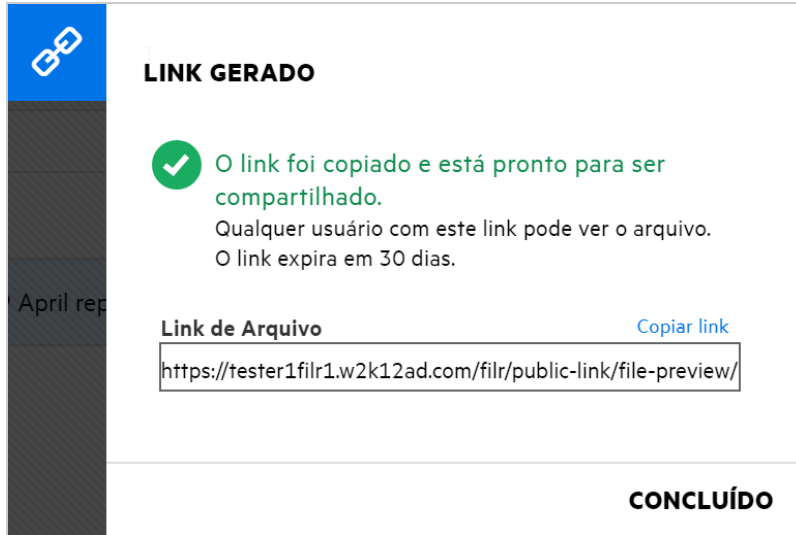 LINK GERADO
O link foi copiado e está pronto para ser
compartilhado.
Qualquer usuário com este link pode ver o arquivo.
O link expira em 30 dias.
April rep
Link de Arquivo
Copiar link
https://tester1filr1.w2k12ad.com/filr/public-link/file-preview/
CONCLUÍDO